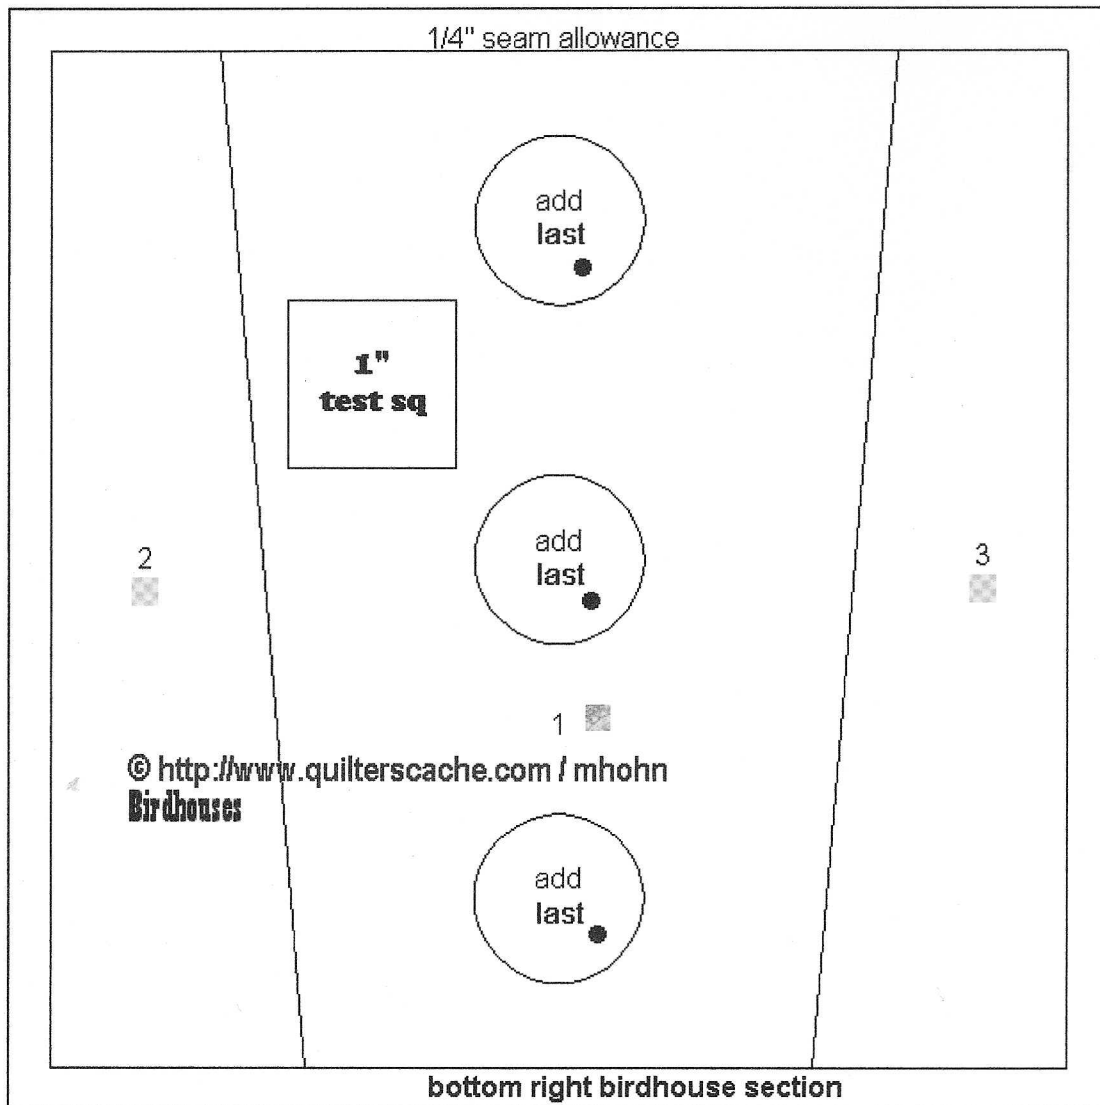 1/4" seam allowance
add
last
1"
test sq
add
last
2
3
1
© http://www.quilterscache.com / mhohn
Birdhouses
add
last
bottom right birdhouse section